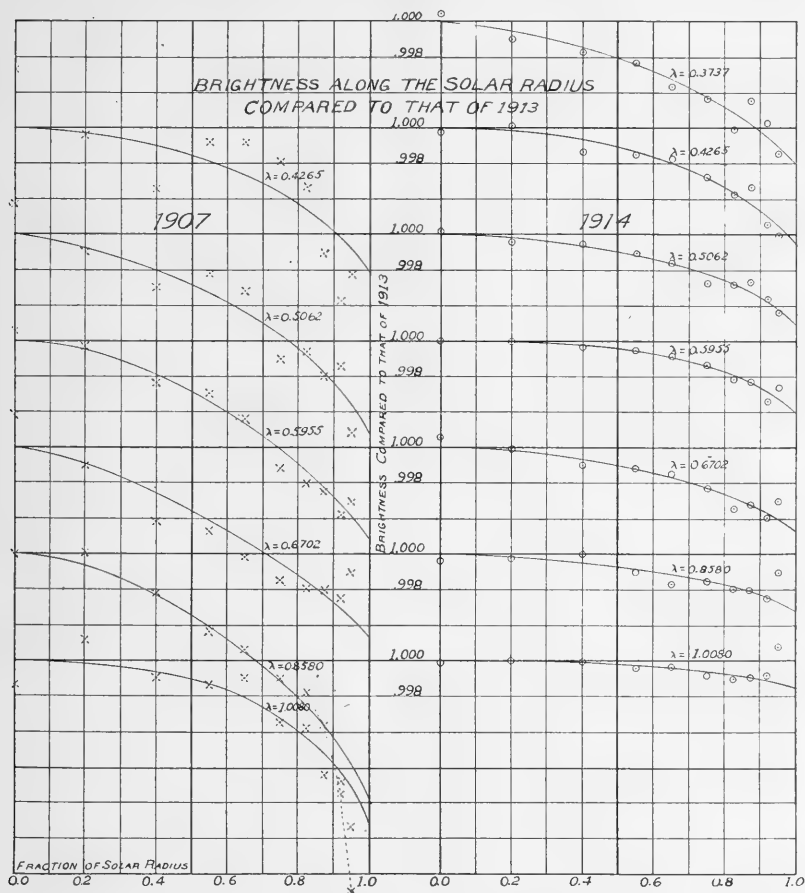 BRIGHTNESS ALONG THE SOLAR RADIUS
COMPARED TO THAT OF 1913
1907
λ=0.4265
λ=0.5062
λ=0.5955
λ=0.6702
λ=0.8580
λ=1.0080
BRIGHTNESS COMPARED TO THAT OF 1913
1.000
.998
1.000
.998
1.000
.998
1.000
.998
1.000
.998
1.000
.998
1.000
.998
1914
λ=0.3737
λ=0.4265
λ=0.5062
λ=0.5955
λ=0.6702
λ=0.8580
λ=1.0080
FRACTION OF SOLAR RADIUS
0.0 0.2 0.4 0.6 0.8 1.0 0.0 0.2 0.4 0.6 0.8 1.0